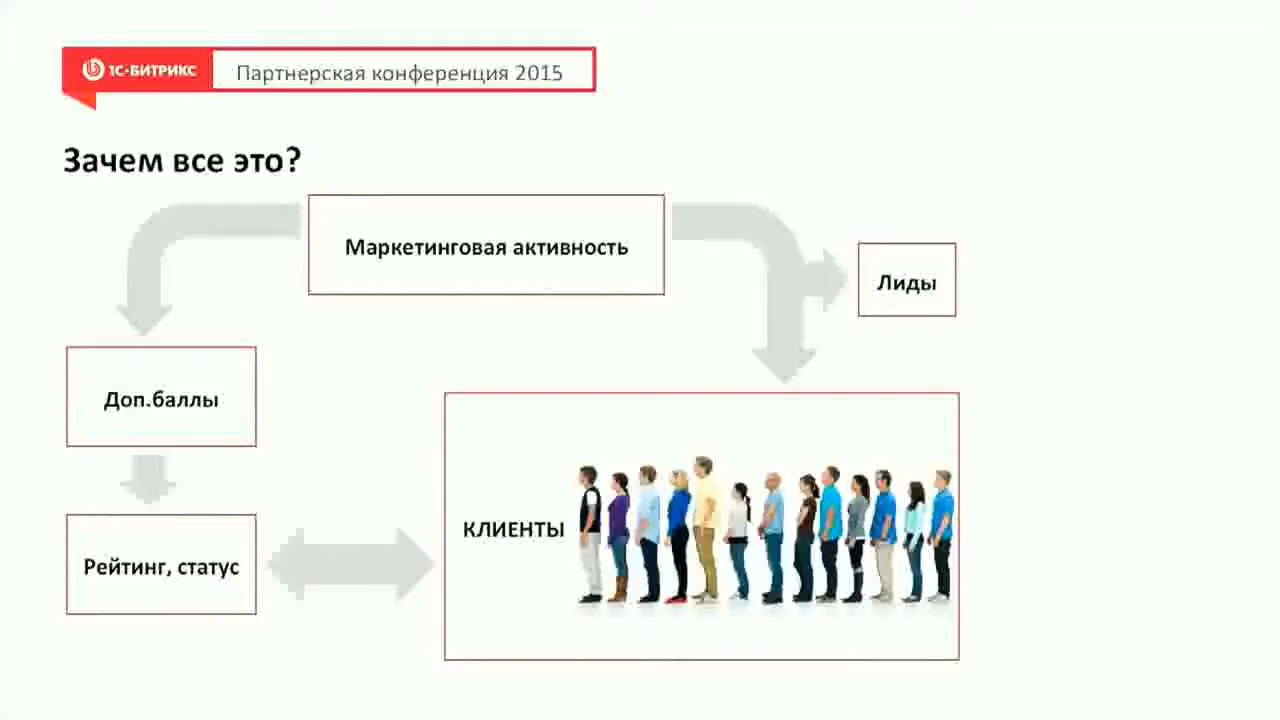 1С-БИТРИКС
Партнерская конференция 2015
Зачем все это?
Маркетинговая активность
Лиды
Доп.баллы
КЛИЕНТЫ
Рейтинг, статус